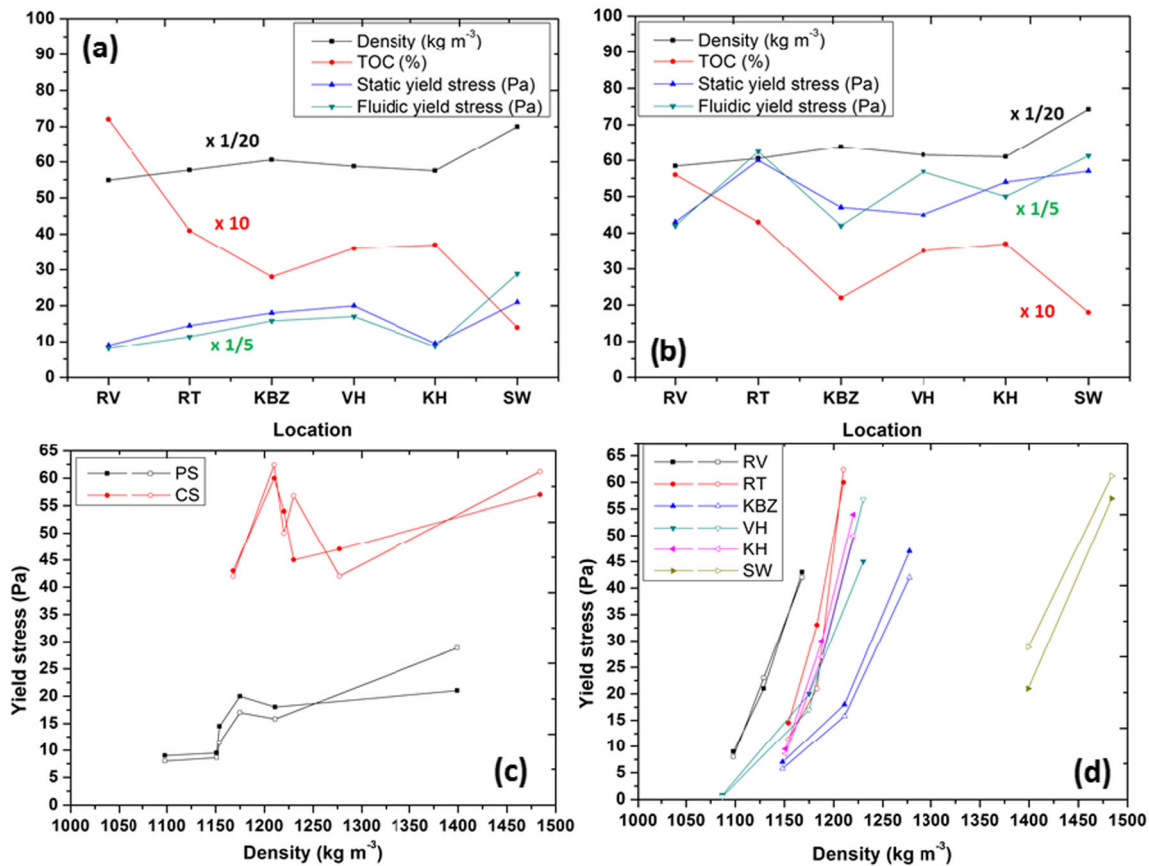 (a)
Density (kg m⁻³)
TOC (%)
Static yield stress (Pa)
Fluidic yield stress (Pa)
x 1/20
x 10
x 1/5
100
90
80
70
60
50
40
30
20
10
0
RV RT KBZ VH KH SW
Location
(b)
Density (kg m⁻³)
TOC (%)
Static yield stress (Pa)
Fluidic yield stress (Pa)
x 1/20
x 1/5
x 10
100
90
80
70
60
50
40
30
20
10
0
RV RT KBZ VH KH SW
Location
(c)
PS
CS
Yield stress (Pa)
65
60
55
50
45
40
35
30
25
20
15
10
5
0
1000 1050 1100 1150 1200 1250 1300 1350 1400 1450 1500
Density (kg m⁻³)
(d)
RV
RT
KBZ
VH
KH
SW
Yield stress (Pa)
65
60
55
50
45
40
35
30
25
20
15
10
5
0
1000 1050 1100 1150 1200 1250 1300 1350 1400 1450 1500
Density (kg m⁻³)